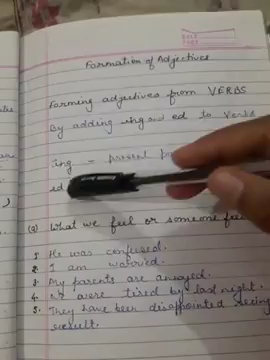 Formation of Adjectives
Forming adjectives from VERBS
By adding -ing and ed to Verbs
ing - present
ed
(Q) What we feel or someone
1. He was confused.
2. I am worried.
3. My parents are annoyed.
4. We were tired by last night.
5. They have been disappointed seeing
result.